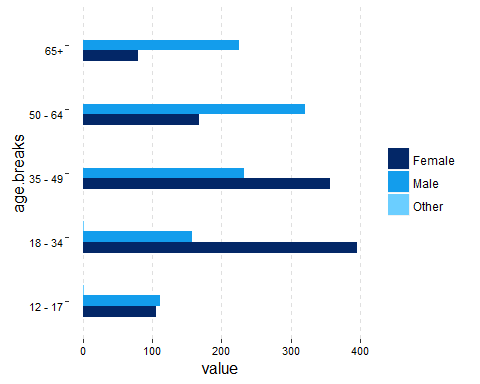 65+
50 - 64
35 - 49
18 - 34
12 - 17
age.breaks
0 100 200 300 400
value
Female
Male
Other